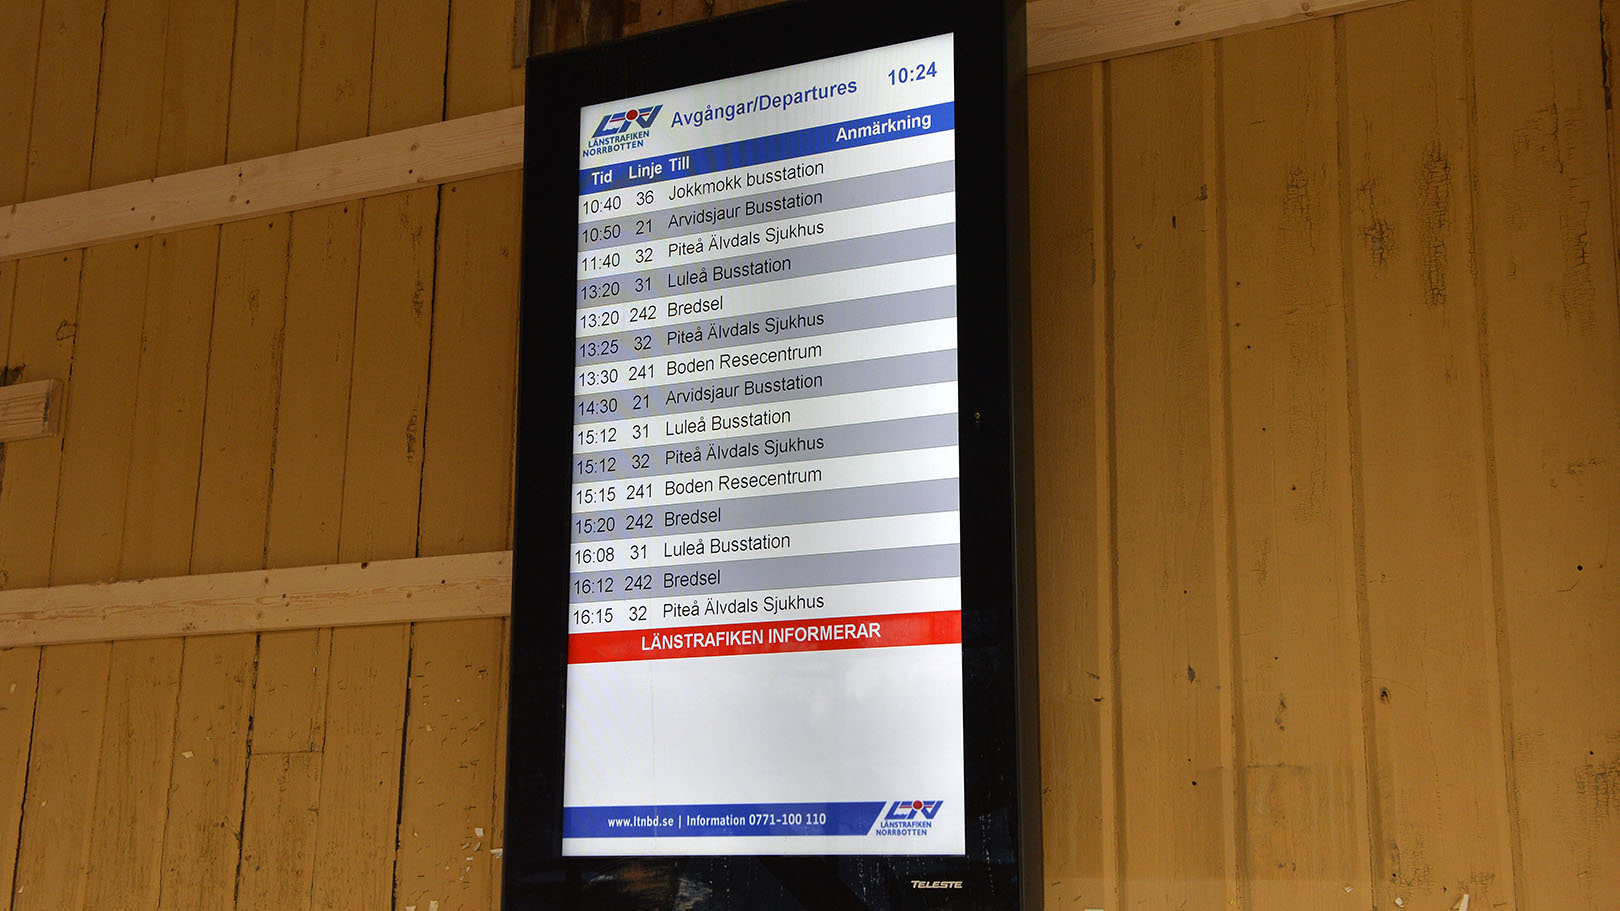 LÄNSTRAFIKEN
NORRBOTTEN
Avgångar/Departures 10:24
Tid Linje Till Anmärkning
10:40 36 Jokkmokk busstation
10:50 21 Arvidsjaur Busstation
11:40 32 Piteå Älvdals Sjukhus
13:20 31 Luleå Busstation
13:20 242 Bredsel
13:25 32 Piteå Älvdals Sjukhus
13:30 241 Boden Resecentrum
14:30 21 Arvidsjaur Busstation
15:12 31 Luleå Busstation
15:12 32 Piteå Älvdals Sjukhus
15:15 241 Boden Resecentrum
15:20 242 Bredsel
16:08 31 Luleå Busstation
16:12 242 Bredsel
16:15 32 Piteå Älvdals Sjukhus
LÄNSTRAFIKEN INFORMERAR
www.ltnbd.se | Information 0771-100 110
LÄNSTRAFIKEN
NORRBOTTEN
TELESTE